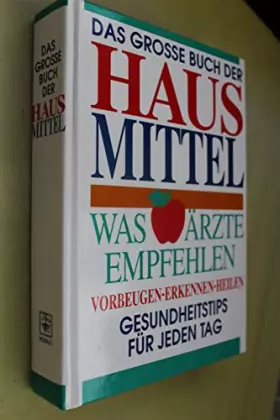 DAS GROSSE BUCH
DER
HAUS
MITTEL
DAS GROSSE BUCH DER
HAUS
MITTEL
WAS ÄRZTE
EMPFEHLEN
VORBEUGEN-ERKENNEN-HEILEN
GESUNDHEITSTIPS
FÜR JEDEN TAG